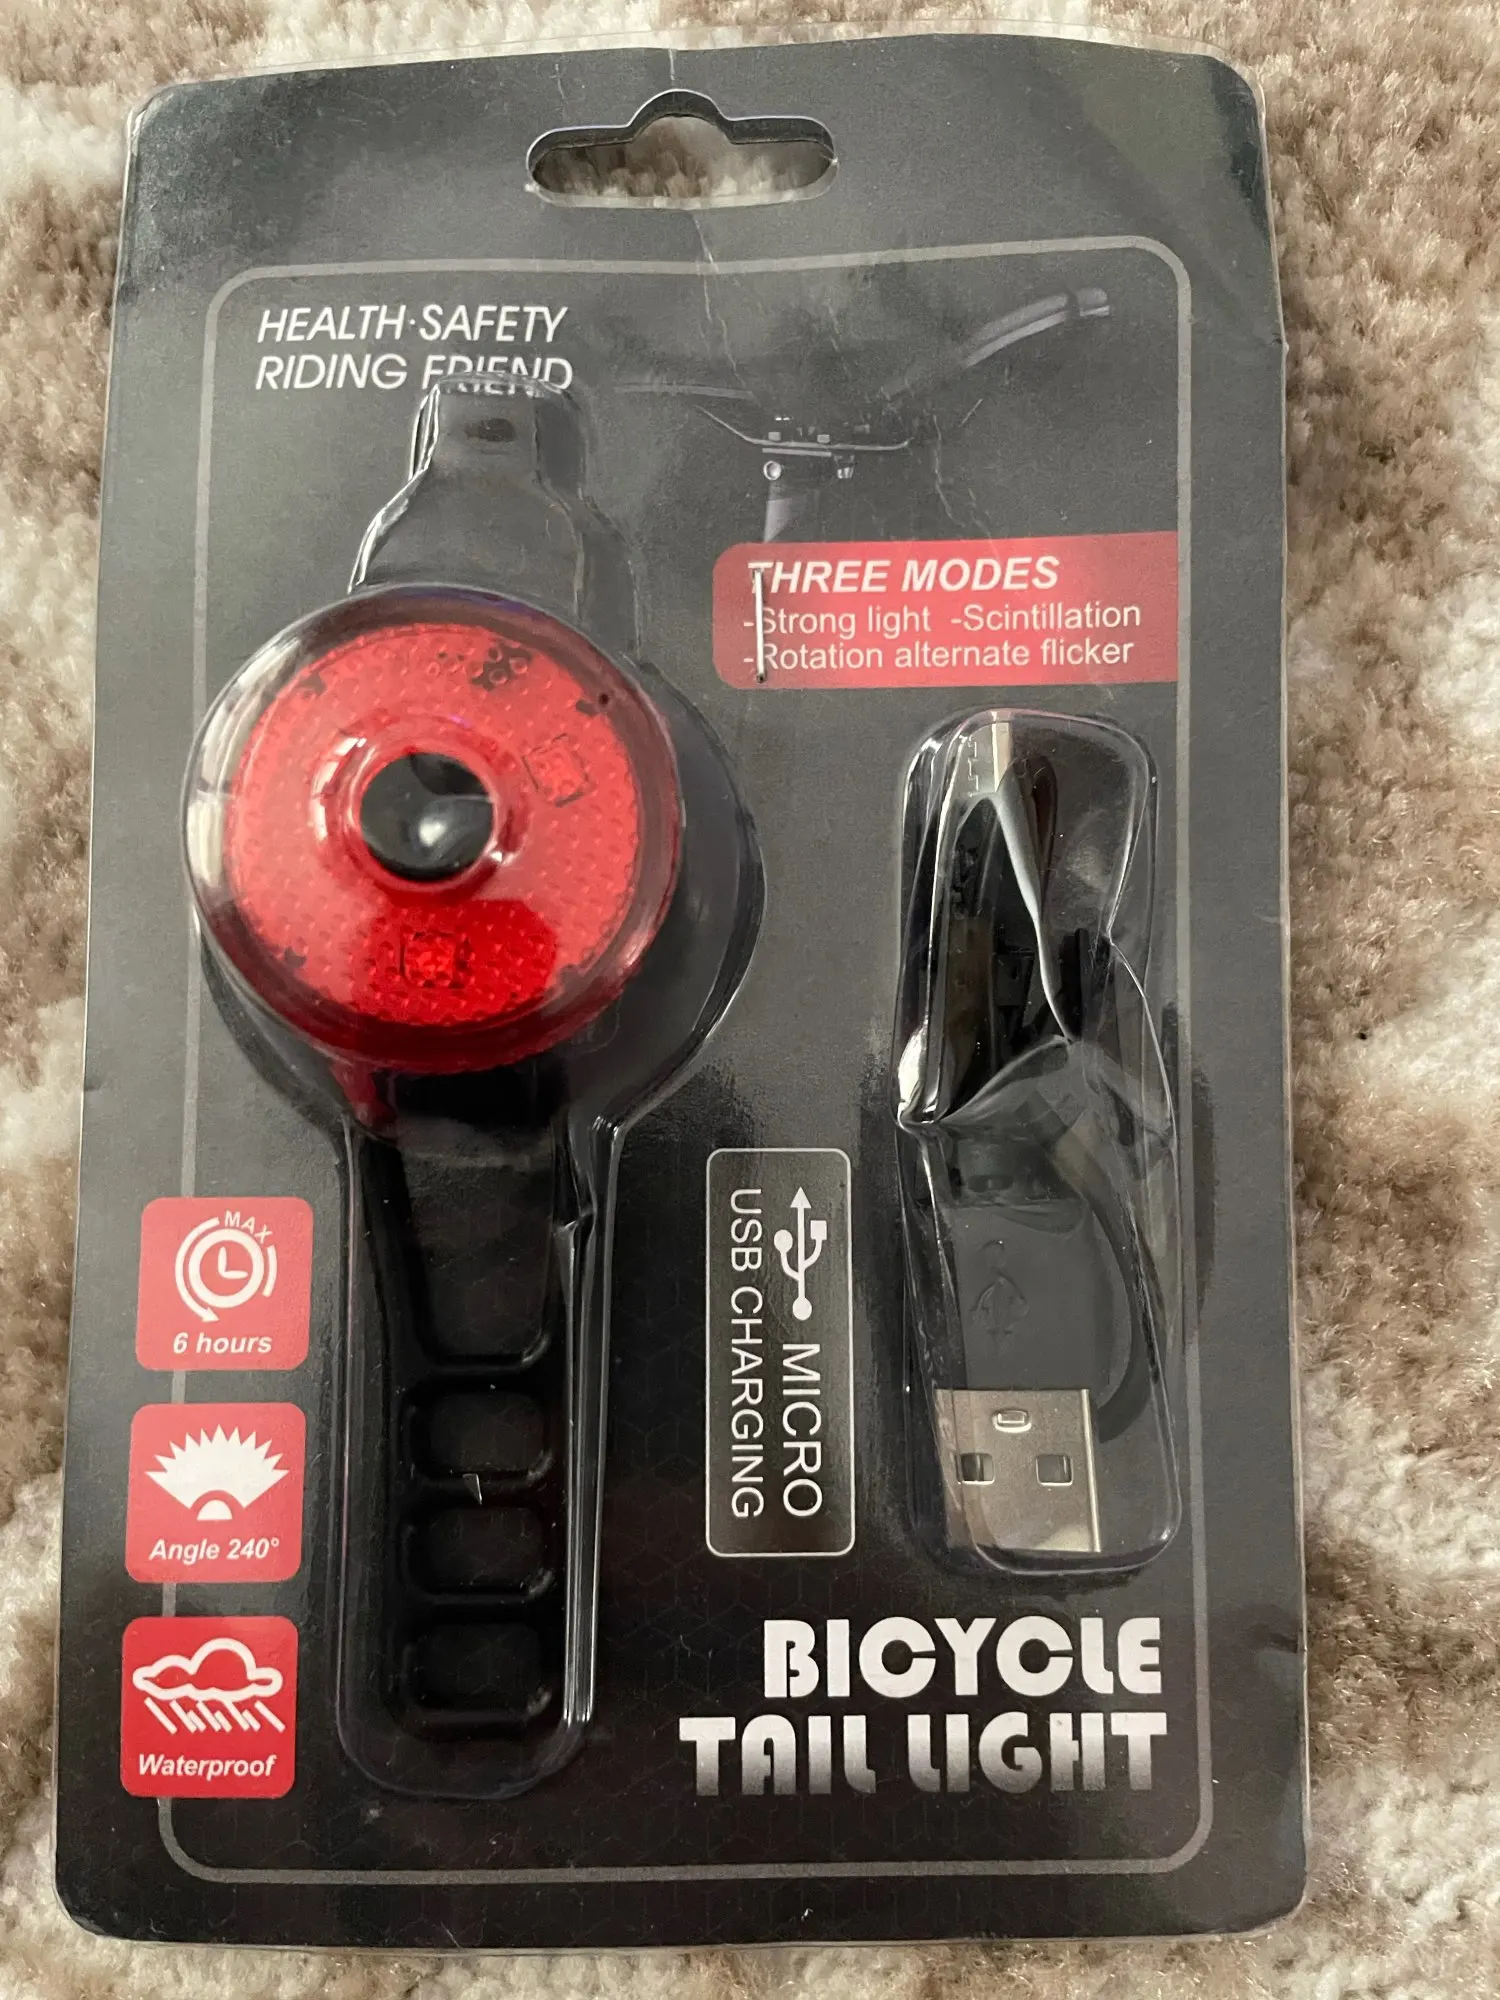 HEALTH·SAFETY
RIDING FRIEND
THREE MODES
-Strong light -Scintillation
-Rotation alternate flicker
MAX
6 hours
Angle 240°
Waterproof
MICRO
USB CHARGING
BICYCLE
TAIL LIGHT